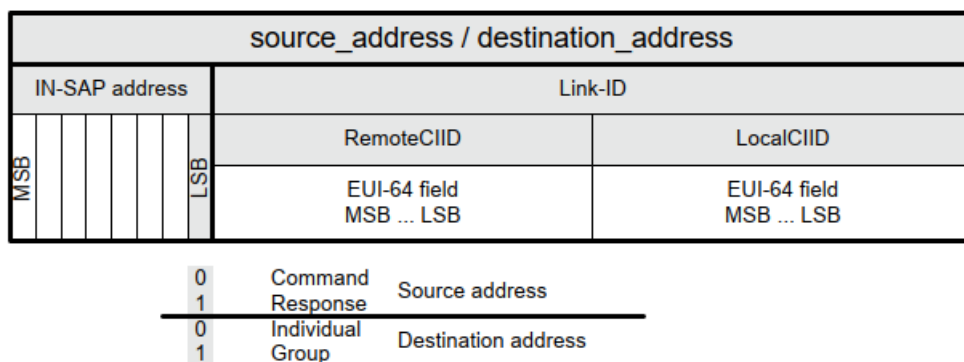 source_address / destination_address
IN-SAP address Link-ID
RemoteCIID LocalCIID
MSB LSB
EUI-64 field EUI-64 field
MSB ... LSB MSB ... LSB
0 Command Source address
1 Response
0 Individual Destination address
1 Group